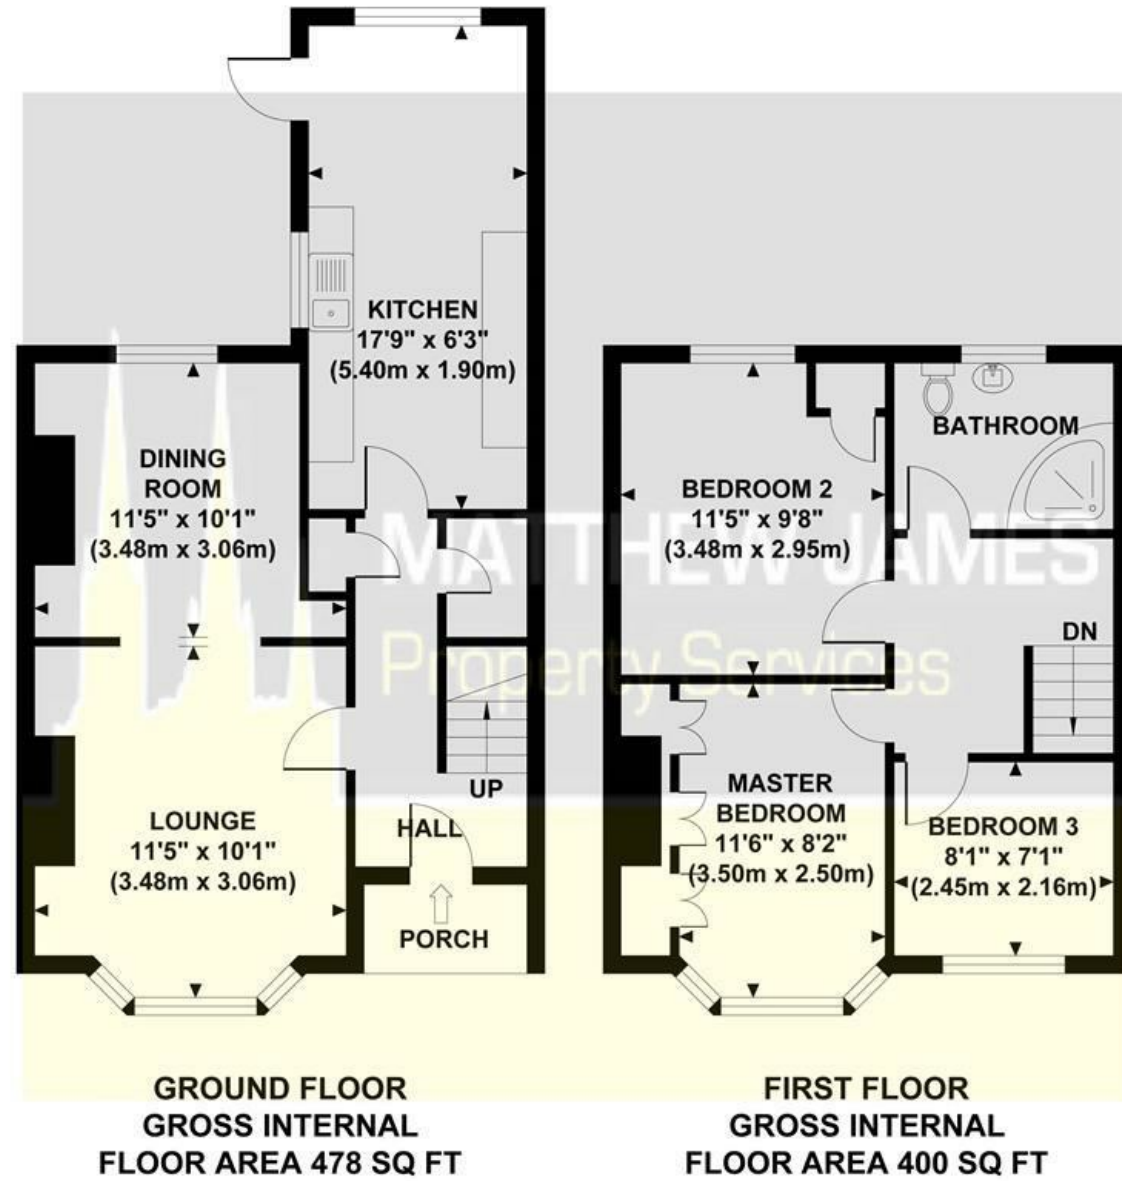 KITCHEN
17'9" x 6'3"
(5.40m x 1.90m)
DINING
ROOM
11'5" x 10'1"
(3.48m x 3.06m)
LOUNGE
11'5" x 10'1"
(3.48m x 3.06m)
UP
HALL
PORCH
BATHROOM
BEDROOM 2
11'5" x 9'8"
(3.48m x 2.95m)
DN
MASTER
BEDROOM
11'6" x 8'2"
(3.50m x 2.50m)
BEDROOM 3
8'1" x 7'1"
(2.45m x 2.16m)
MATTHEW JAMES
Property Services
GROUND FLOOR
GROSS INTERNAL
FLOOR AREA 478 SQ FT
FIRST FLOOR
GROSS INTERNAL
FLOOR AREA 400 SQ FT